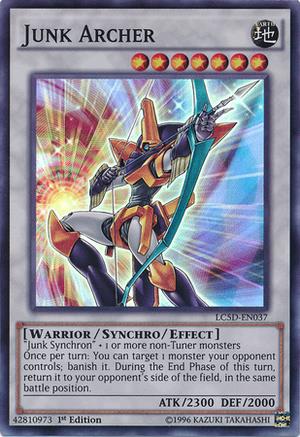 JUNK ARCHER
EARTH
地
LC5D-EN037
[WARRIOR / SYNCHRO/EFFECT]
"Junk Synchron" + 1 or more non-Tuner monsters
Once per turn: You can target 1 monster your opponent
controls; banish it. During the End Phase of this turn,
return it to your opponent's side of the field, in the same
battle position.
ATK/2300 DEF/2000
42810973 1st Edition ©1996 KAZUKI TAKAHASHI